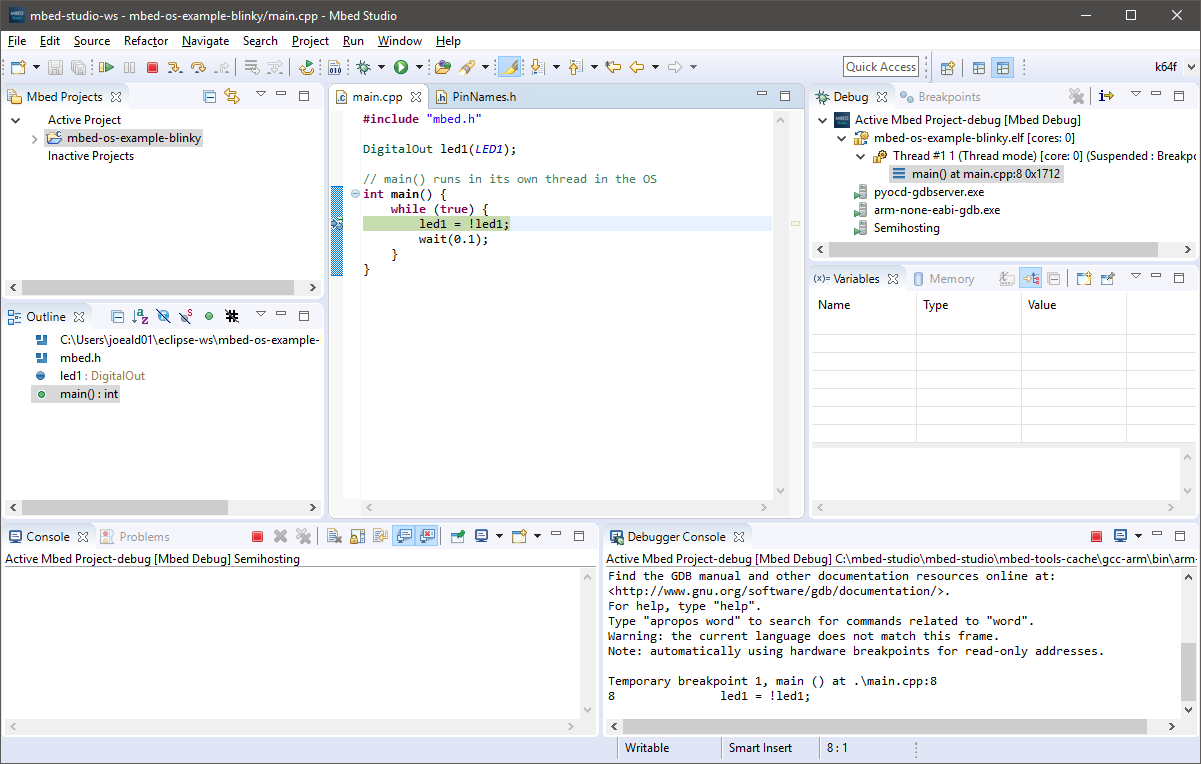 mbed-studio-ws - mbed-os-example-blinky/main.cpp - Mbed Studio
File Edit Source Refactor Navigate Search Project Run Window Help
Quick Access
k64f
Mbed Projects
Active Project
mbed-os-example-blinky
Inactive Projects
Outline
C:\Users\joeald01\eclipse-ws\mbed-os-example-
mbed.h
led1 : DigitalOut
main() : int
main.cpp
PinNames.h
#include "mbed.h"
DigitalOut led1(LED1);
// main() runs in its own thread in the OS
int main() {
    while (true) {
        led1 = !led1;
        wait(0.1);
    }
}
Debug
Breakpoints
Active Mbed Project-debug [Mbed Debug]
mbed-os-example-blinky.elf [cores: 0]
Thread #1 1 (Thread mode) [core: 0] (Suspended : Breakpo
main() at main.cpp:8 0x1712
pyocd-gdbserver.exe
arm-none-eabi-gdb.exe
Semihosting
(x)= Variables
Memory
Name Type Value
Console
Problems
Active Mbed Project-debug [Mbed Debug] Semihosting
Debugger Console
Active Mbed Project-debug [Mbed Debug] C:\mbed-studio\mbed-studio\mbed-tools-cache\gcc-arm\bin\arm-
Find the GDB manual and other documentation resources online at:
<http://www.gnu.org/software/gdb/documentation/>.
For help, type "help".
Type "apropos word" to search for commands related to "word".
Warning: the current language does not match this frame.
Note: automatically using hardware breakpoints for read-only addresses.
Temporary breakpoint 1, main () at .\main.cpp:8
8               led1 = !led1;
Writable
Smart Insert
8 : 1